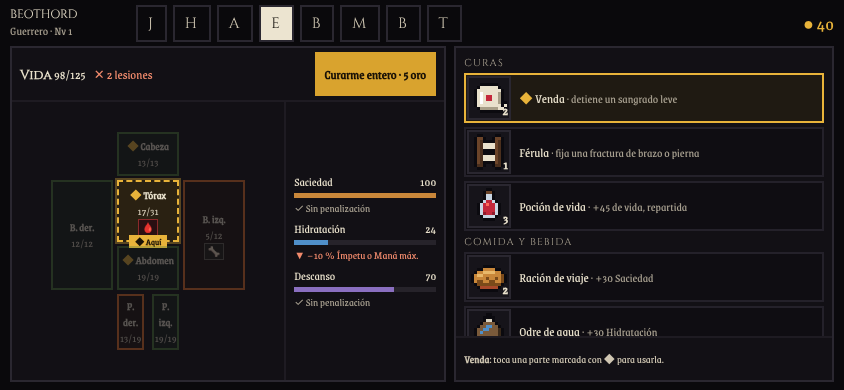 BEOTHORD
Guerrero · Nv 1
J H A E B M B T
40
VIDA 98/125 × 2 lesiones
Curarme entero · 5 oro
Cabeza
13/13
B. der.
12/12
Tórax
17/31
Aquí
B. izq.
5/12
Abdomen
19/19
P. der.
13/19
P. izq.
19/19
Saciedad 100
✓ Sin penalización
Hidratación 24
▼ −10 % Ímpetu o Maná máx.
Descanso 70
✓ Sin penalización
CURAS
2
◆ Venda · detiene un sangrado leve
1
Férula · fija una fractura de brazo o pierna
3
Poción de vida · +45 de vida, repartida
COMIDA Y BEBIDA
2
Ración de viaje · +30 Saciedad
Odre de agua · +30 Hidratación
Venda: toca una parte marcada con ◆ para usarla.